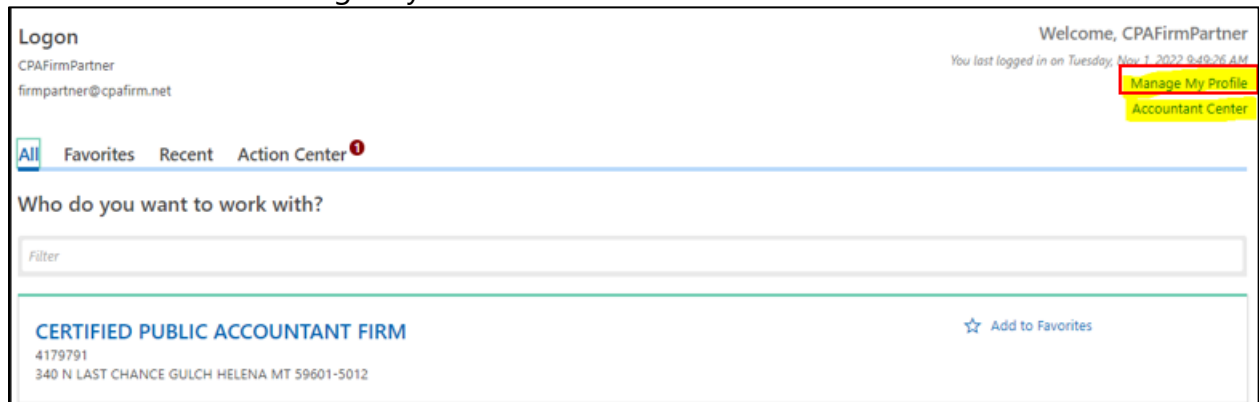 Logon
Welcome, CPAFirmPartner
CPAFirmPartner
You last logged in on Tuesday, Nov 1, 2022 9:49:26 AM
firmpartner@cpafirm.net
Manage My Profile
Accountant Center
All Favorites Recent Action Center 1
Who do you want to work with?
Filter
CERTIFIED PUBLIC ACCOUNTANT FIRM
Add to Favorites
4179791
340 N LAST CHANCE GULCH HELENA MT 59601-5012